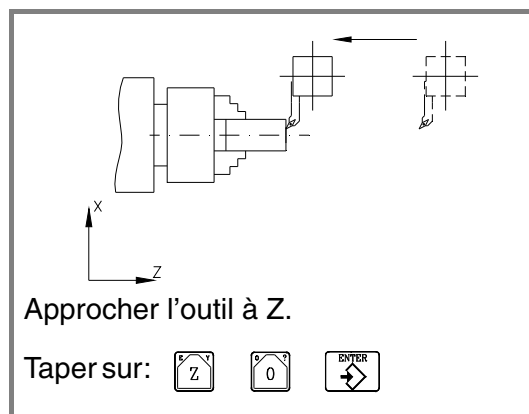 X
Z
Approcher l'outil à Z.
Taper sur: E Y Z O ? 0 ENTER